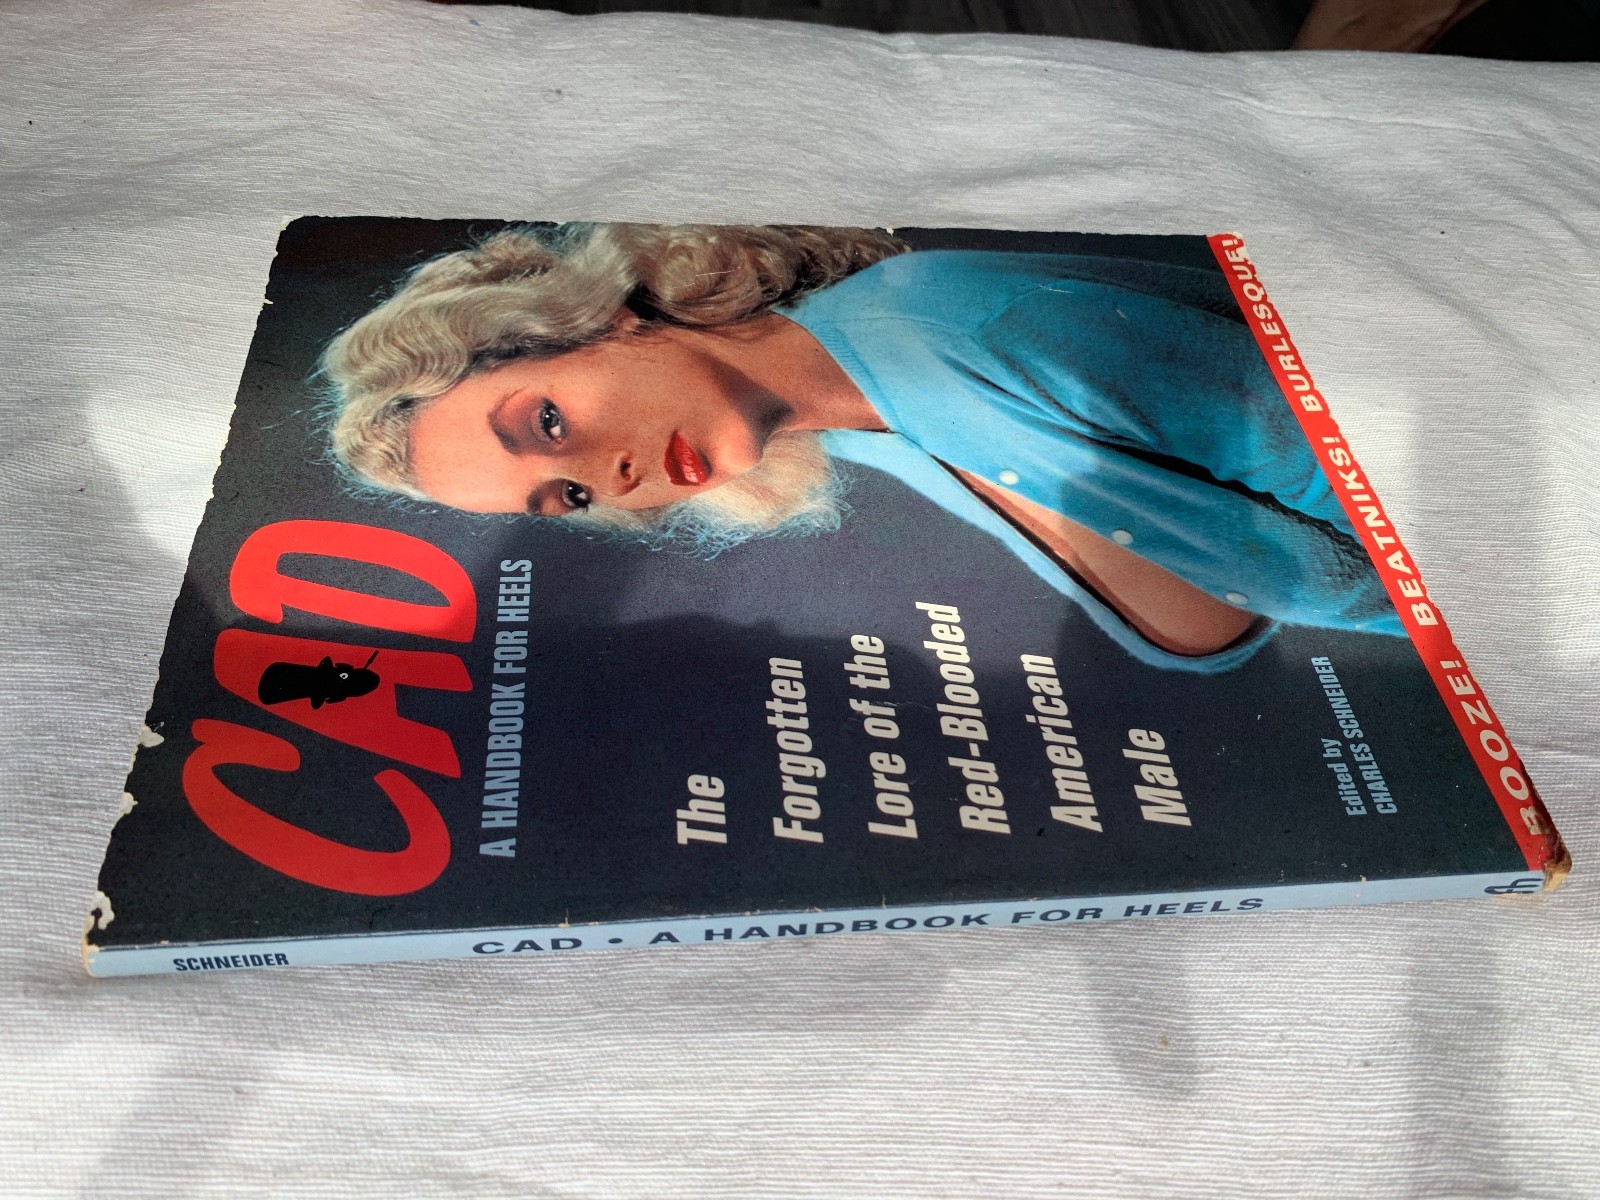 CAD
A HANDBOOK FOR HEELS
The
Forgotten
Lore of the
Red-Blooded
American
Male
Edited by
CHARLES SCHNEIDER
BOOZE! BEATNIKS! BURLESQUE!
SCHNEIDER
CAD • A HANDBOOK FOR HEELS